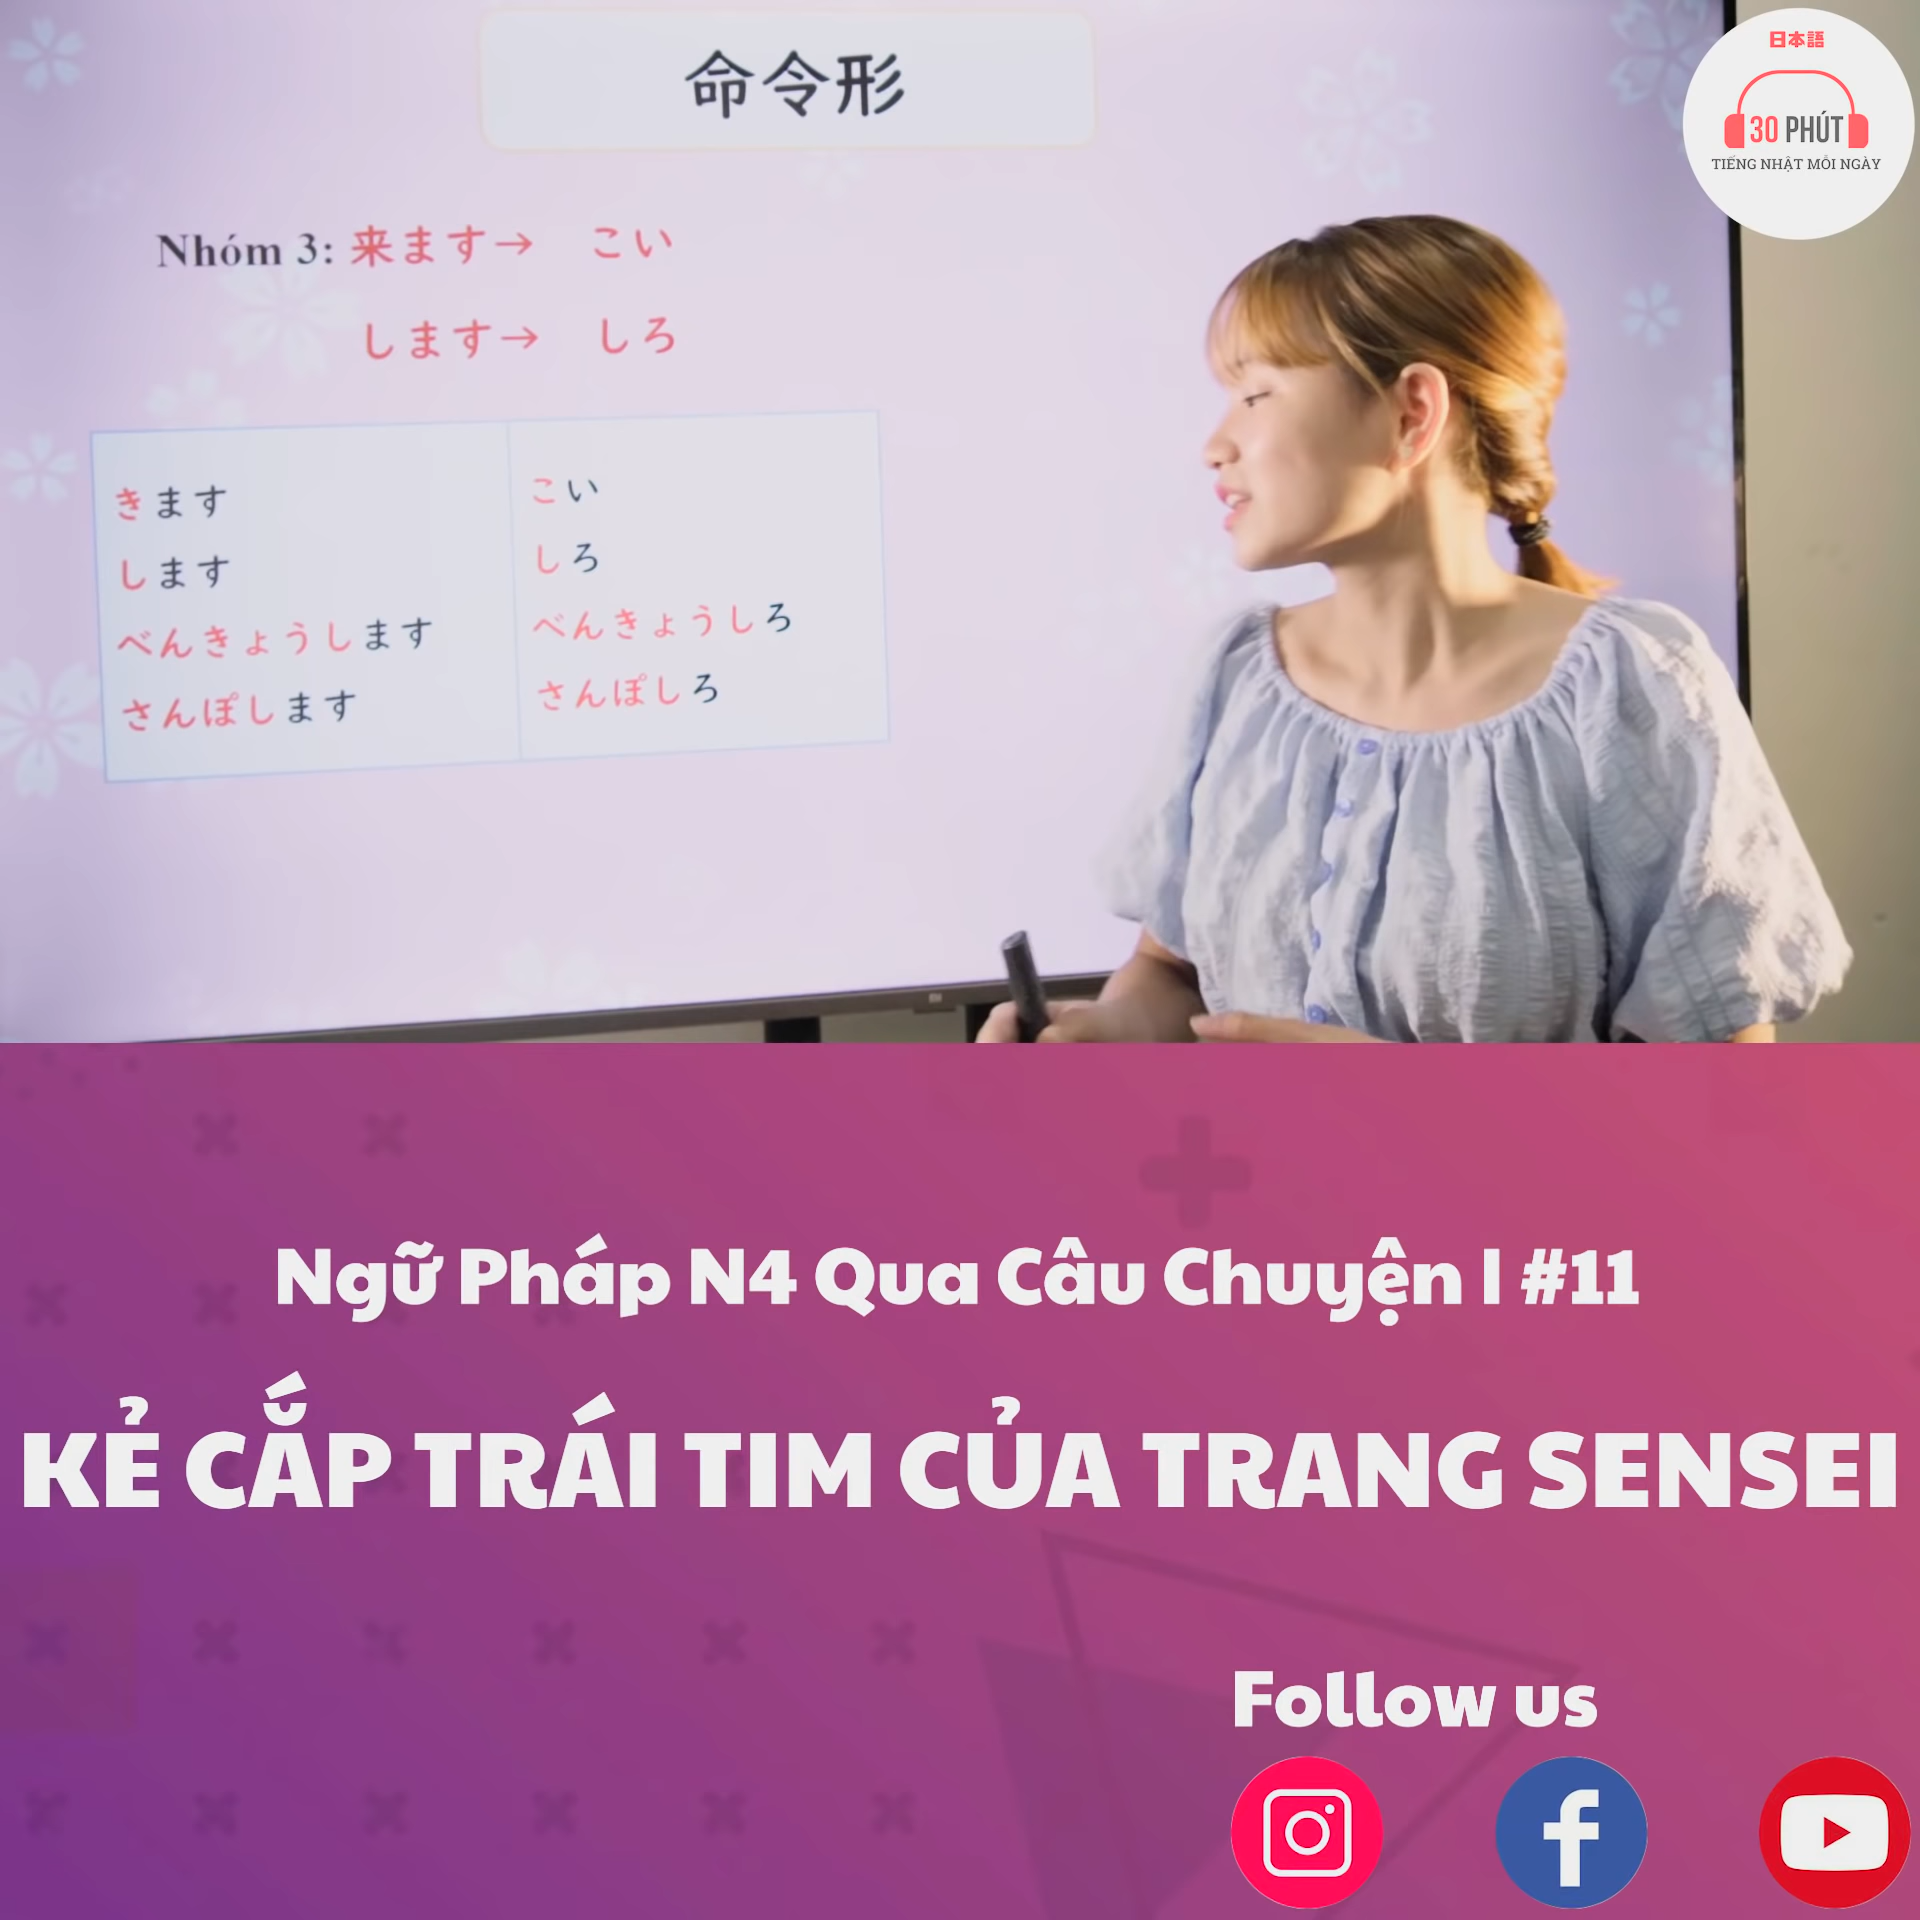 命令形
日本語
30 PHÚT
TIẾNG NHẬT MỖI NGÀY
Nhóm 3: 来ます→ こい
します→ しろ
きます こい
します しろ
べんきょうします べんきょうしろ
さんぽします さんぽしろ
Ngữ Pháp N4 Qua Câu Chuyện I #11
KẺ CẮP TRÁI TIM CỦA TRANG SENSEI
Follow us